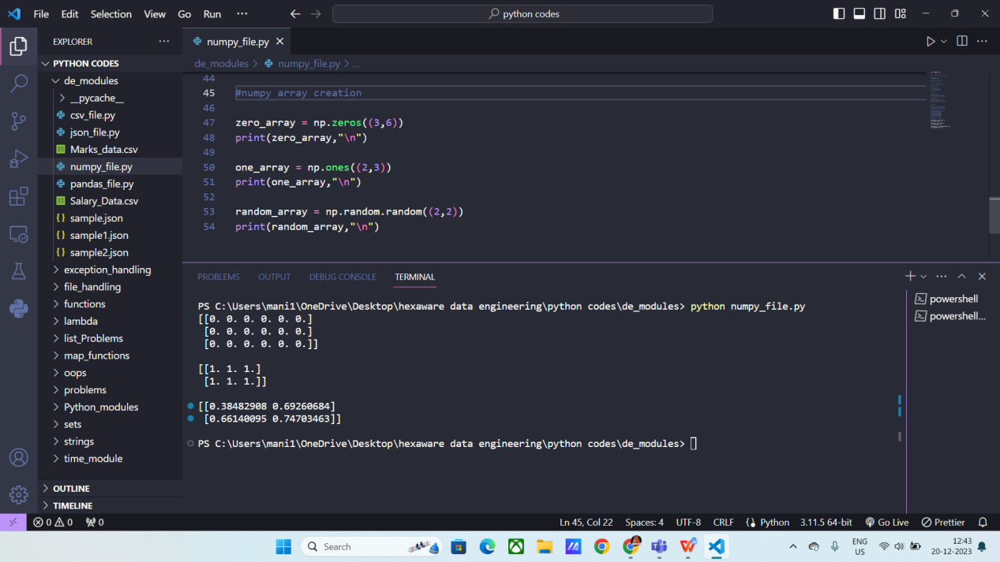 File Edit Selection View Go Run ...
python codes
EXPLORER
numpy_file.py
PYTHON CODES
de_modules
__pycache__
csv_file.py
json_file.py
Marks_data.csv
numpy_file.py
pandas_file.py
Salary_Data.csv
sample.json
sample1.json
sample2.json
exception_handling
file_handling
functions
lambda
list_Problems
map_functions
oops
problems
Python_modules
sets
strings
time_module
OUTLINE
TIMELINE
de_modules > numpy_file.py > ...
44
45 #numpy array creation
46
47 zero_array = np.zeros((3,6))
48 print(zero_array,"\n")
49
50 one_array = np.ones((2,3))
51 print(one_array,"\n")
52
53 random_array = np.random.random((2,2))
54 print(random_array,"\n")
PROBLEMS OUTPUT DEBUG CONSOLE TERMINAL
PS C:\Users\mani1\OneDrive\Desktop\hexaware data engineering\python codes\de_modules> python numpy_file.py
[[0. 0. 0. 0. 0. 0.]
[0. 0. 0. 0. 0. 0.]
[0. 0. 0. 0. 0. 0.]]
[[1. 1. 1.]
[1. 1. 1.]]
[[0.38482908 0.69260684]
[0.66140095 0.74703463]]
PS C:\Users\mani1\OneDrive\Desktop\hexaware data engineering\python codes\de_modules>
powershell
powershell...
0 0 0 Ln 45, Col 22 Spaces: 4 UTF-8 CRLF Python 3.11.5 64-bit Go Live Prettier
Search
ENG
US
12:43
20-12-2023